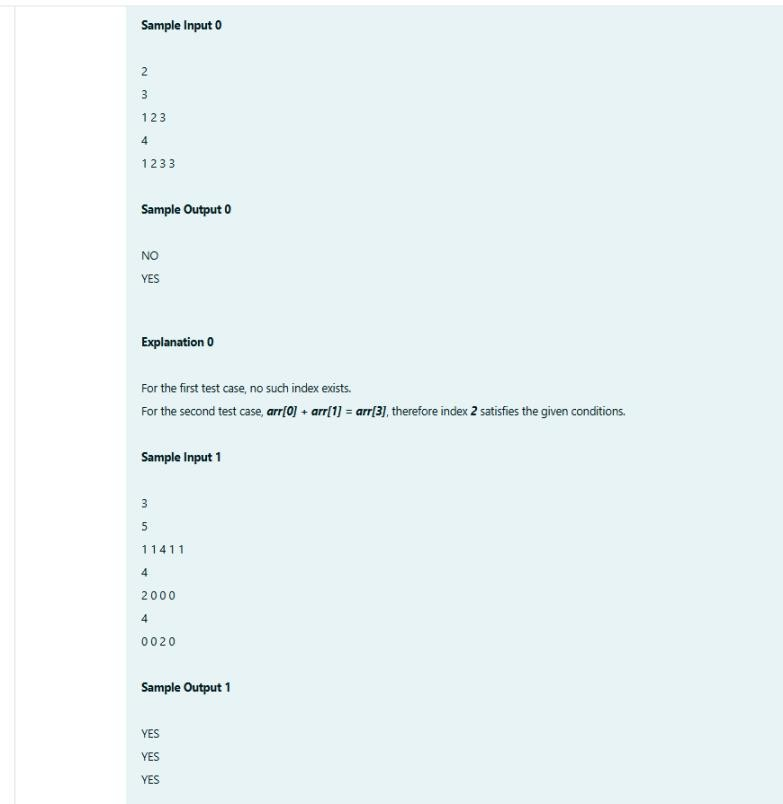 Sample Input 0
2
3
1 2 3
4
1 2 3 3
Sample Output 0
NO
YES
Explanation 0
For the first test case, no such index exists.
For the second test case, arr[0] + arr[1] = arr[3], therefore index 2 satisfies the given conditions.
Sample Input 1
3
5
1 1 4 1 1
4
2 0 0 0
4
0 0 2 0
Sample Output 1
YES
YES
YES